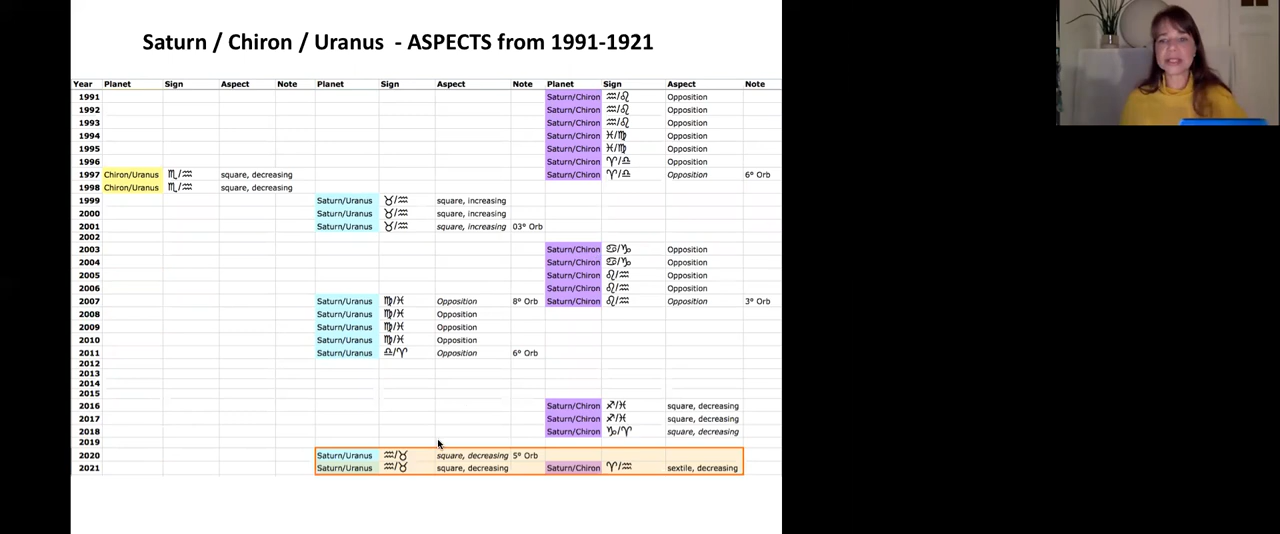 Saturn / Chiron / Uranus - ASPECTS from 1991-1921
Year Planet Sign Aspect Note Planet Sign Aspect Note Planet Sign Aspect Note
1991 Saturn/Chiron ♒/♌ Opposition
1992 Saturn/Chiron ♒/♌ Opposition
1993 Saturn/Chiron ♒/♌ Opposition
1994 Saturn/Chiron ♓/♍ Opposition
1995 Saturn/Chiron ♓/♍ Opposition
1996 Saturn/Chiron ♈/♎ Opposition
1997 Chiron/Uranus ♏/♒ square, decreasing Saturn/Chiron ♈/♎ Opposition 6° Orb
1998 Chiron/Uranus ♏/♒ square, decreasing
1999 Saturn/Uranus ♉/♒ square, increasing
2000 Saturn/Uranus ♉/♒ square, increasing
2001 Saturn/Uranus ♉/♒ square, increasing 03° Orb
2002
2003 Saturn/Chiron ♋/♑ Opposition
2004 Saturn/Chiron ♋/♑ Opposition
2005 Saturn/Chiron ♌/♒ Opposition
2006 Saturn/Chiron ♌/♒ Opposition
2007 Saturn/Uranus ♍/♓ Opposition 8° Orb Saturn/Chiron ♌/♒ Opposition 3° Orb
2008 Saturn/Uranus ♍/♓ Opposition
2009 Saturn/Uranus ♍/♓ Opposition
2010 Saturn/Uranus ♍/♓ Opposition
2011 Saturn/Uranus ♎/♈ Opposition 6° Orb
2012
2013
2014
2015
2016 Saturn/Chiron ♐/♓ square, decreasing
2017 Saturn/Chiron ♐/♓ square, decreasing
2018 Saturn/Chiron ♑/♈ square, decreasing
2019
2020 Saturn/Uranus ♒/♉ square, decreasing 5° Orb
2021 Saturn/Uranus ♒/♉ square, decreasing Saturn/Chiron ♈/♒ sextile, decreasing